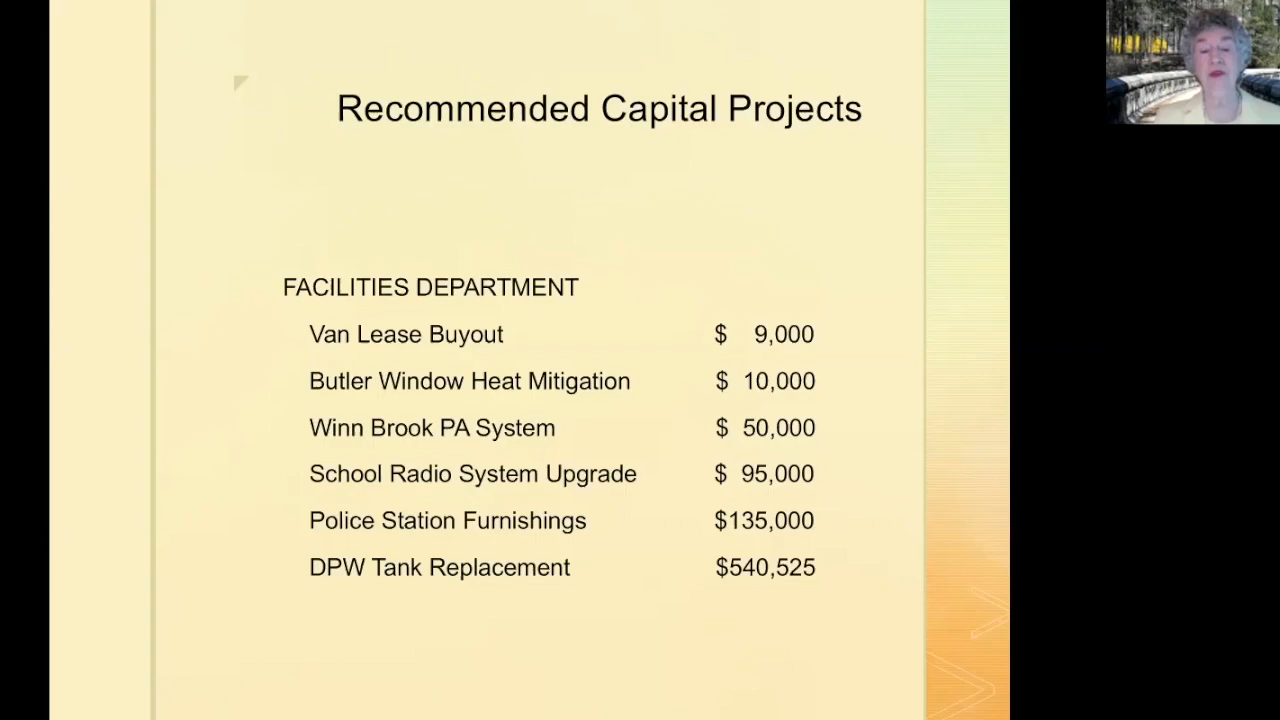 Recommended Capital Projects
FACILITIES DEPARTMENT
Van Lease Buyout $ 9,000
Butler Window Heat Mitigation $ 10,000
Winn Brook PA System $ 50,000
School Radio System Upgrade $ 95,000
Police Station Furnishings $135,000
DPW Tank Replacement $540,525